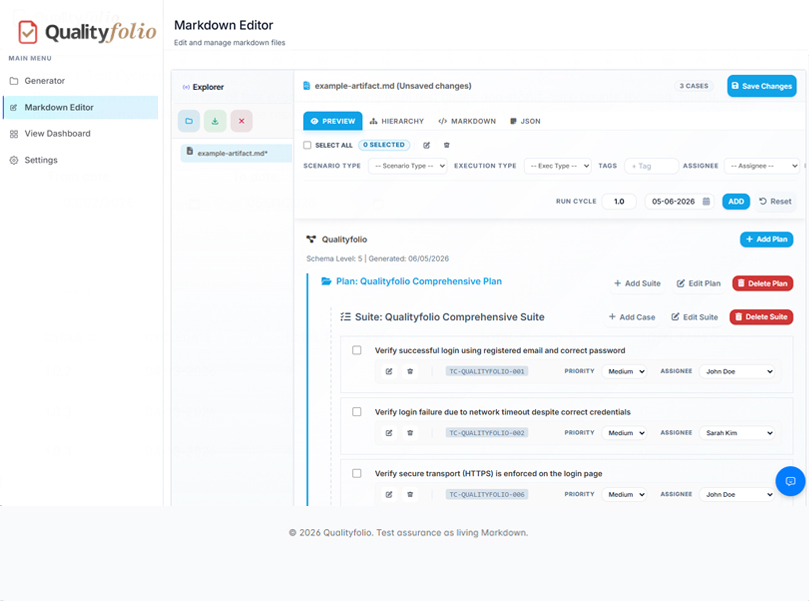 Qualityfolio
MAIN MENU
Generator
Markdown Editor
View Dashboard
Settings
Markdown Editor
Edit and manage markdown files
Explorer
example-artifact.md*
example-artifact.md (Unsaved changes)
3 CASES
Save Changes
PREVIEW
HIERARCHY
MARKDOWN
JSON
SELECT ALL
0 SELECTED
SCENARIO TYPE
-- Scenario Type --
EXECUTION TYPE
-- Exec Type --
TAGS
+ Tag
ASSIGNEE
-- Assignee --
RUN CYCLE
1.0
05-06-2026
ADD
Reset
Qualityfolio
Add Plan
Schema Level: 5 | Generated: 06/05/2026
Plan: Qualityfolio Comprehensive Plan
+ Add Suite
Edit Plan
Delete Plan
Suite: Qualityfolio Comprehensive Suite
+ Add Case
Edit Suite
Delete Suite
Verify successful login using registered email and correct password
TC-QUALITYFOLIO-001
PRIORITY
Medium
ASSIGNEE
John Doe
Verify login failure due to network timeout despite correct credentials
TC-QUALITYFOLIO-002
PRIORITY
Medium
ASSIGNEE
Sarah Kim
Verify secure transport (HTTPS) is enforced on the login page
TC-QUALITYFOLIO-006
PRIORITY
Medium
ASSIGNEE
John Doe
© 2026 Qualityfolio. Test assurance as living Markdown.